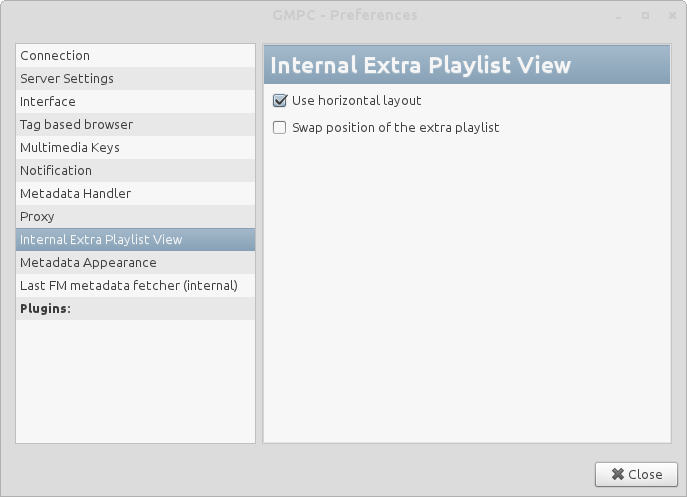 GMPC - Preferences
Connection
Server Settings
Interface
Tag based browser
Multimedia Keys
Notification
Metadata Handler
Proxy
Internal Extra Playlist View
Metadata Appearance
Last FM metadata fetcher (internal)
Plugins:
Internal Extra Playlist View
Use horizontal layout
Swap position of the extra playlist
Close